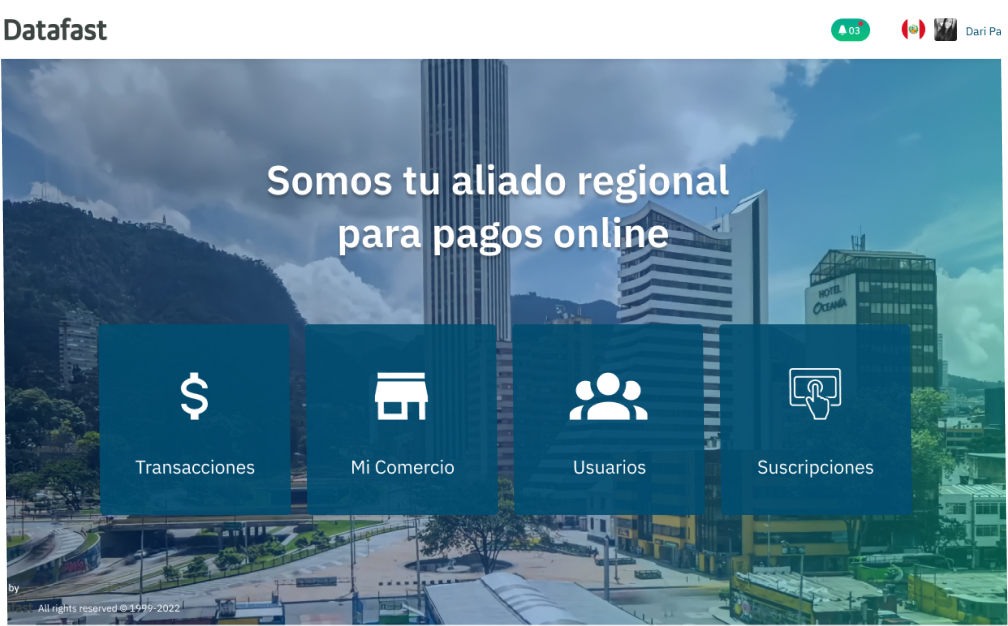 Datafast
03
Dari Pa
Somos tu aliado regional
para pagos online
HOTEL
OCEANÍA
Transacciones
Mi Comercio
Usuarios
Suscripciones
by
All rights reserved © 1999-2022